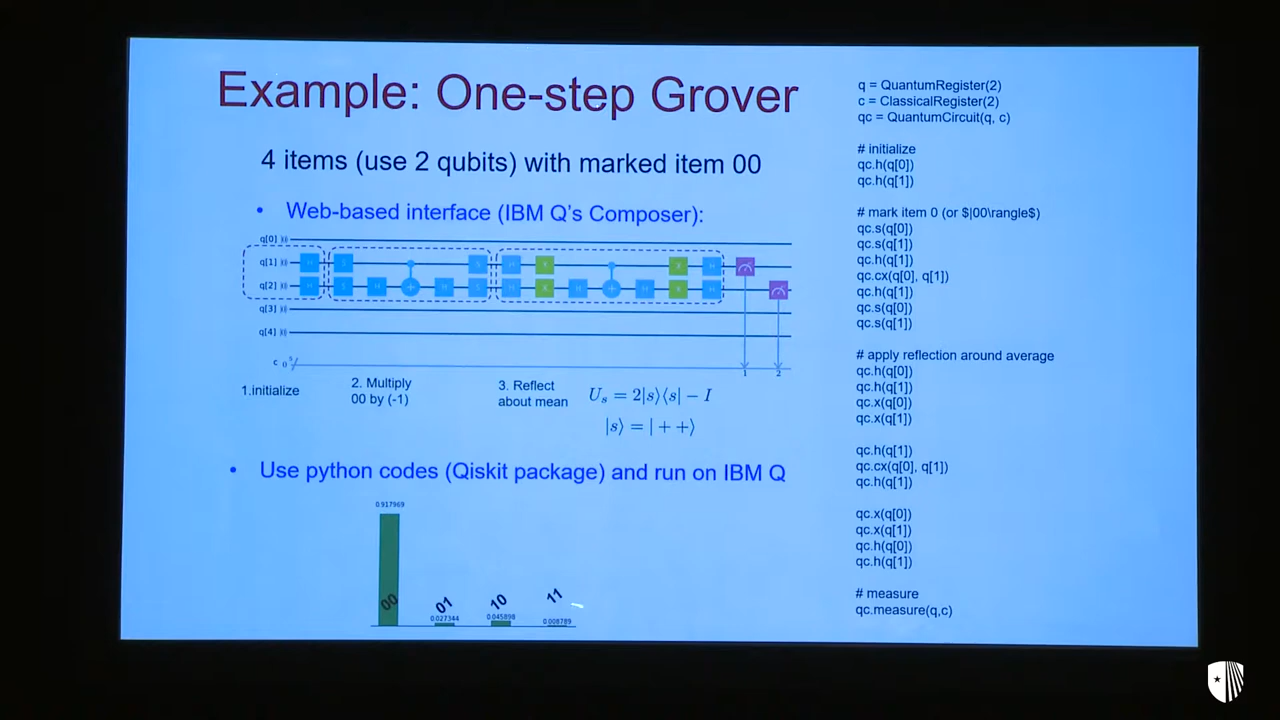 Example: One-step Grover
4 items (use 2 qubits) with marked item 00
• Web-based interface (IBM Q's Composer):
q[0]
q[1]
q[2]
q[3]
q[4]
c 0
H S S H X X H
H S H + H S H X H + H X H
1 2
1.initialize
2. Multiply
00 by (-1)
3. Reflect
about mean
U_s = 2|s⟩⟨s| − I
|s⟩ = | + +⟩
• Use python codes (Qiskit package) and run on IBM Q
0.917969
00
01
0.027344
10
0.045898
11
0.008789
q = QuantumRegister(2)
c = ClassicalRegister(2)
qc = QuantumCircuit(q, c)
# initialize
qc.h(q[0])
qc.h(q[1])
# mark item 0 (or $|00\rangle$)
qc.s(q[0])
qc.s(q[1])
qc.h(q[1])
qc.cx(q[0], q[1])
qc.h(q[1])
qc.s(q[0])
qc.s(q[1])
# apply reflection around average
qc.h(q[0])
qc.h(q[1])
qc.x(q[0])
qc.x(q[1])
qc.h(q[1])
qc.cx(q[0], q[1])
qc.h(q[1])
qc.x(q[0])
qc.x(q[1])
qc.h(q[0])
qc.h(q[1])
# measure
qc.measure(q,c)